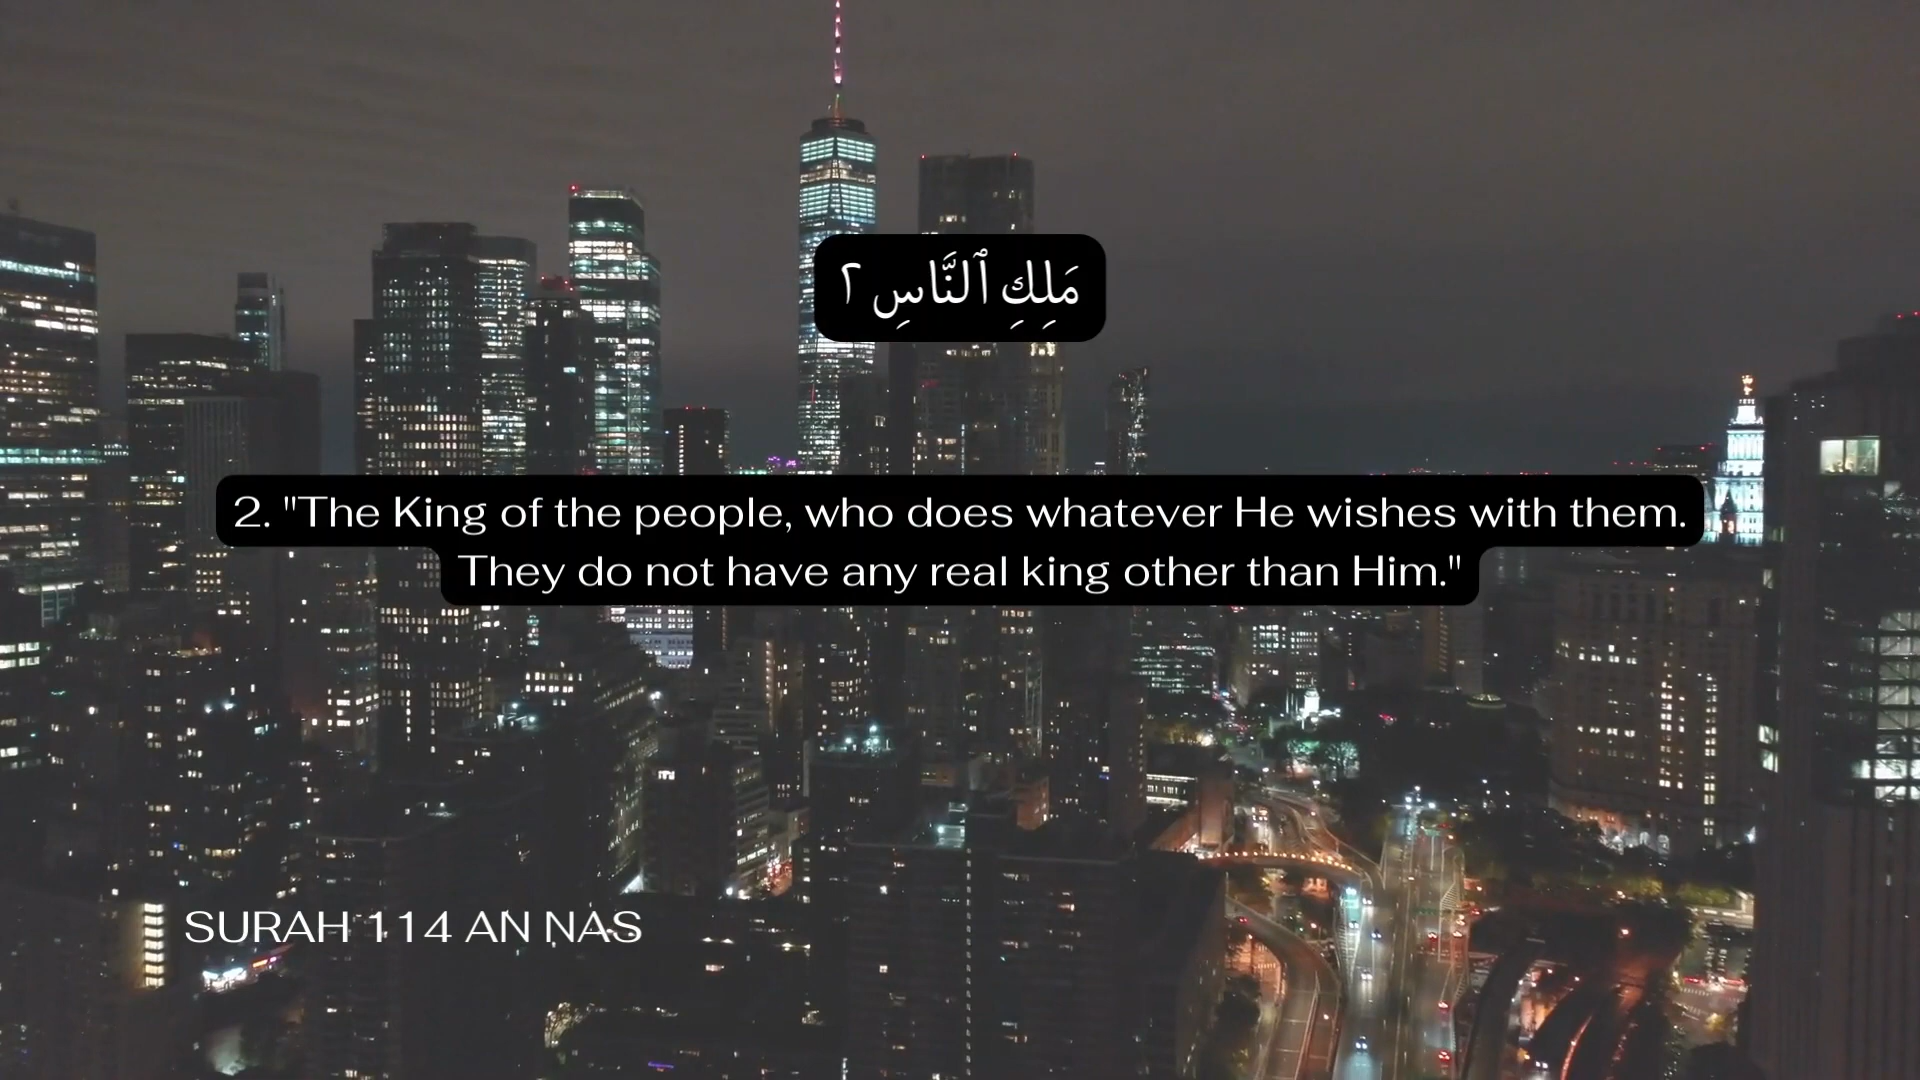 مَلِكِ ٱلنَّاسِ ٢
2. "The King of the people, who does whatever He wishes with them.
They do not have any real king other than Him."
SURAH 114 AN NAS